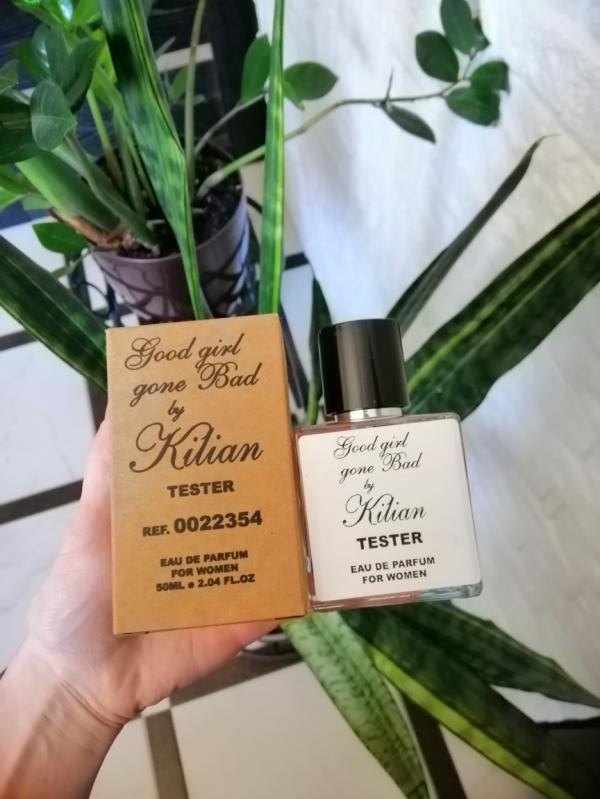 Good girl
gone Bad
by
Kilian
TESTER
REF. 0022354
EAU DE PARFUM
FOR WOMEN
50ML ● 2.04 FL.OZ
Good girl
gone Bad
by
Kilian
TESTER
EAU DE PARFUM
FOR WOMEN